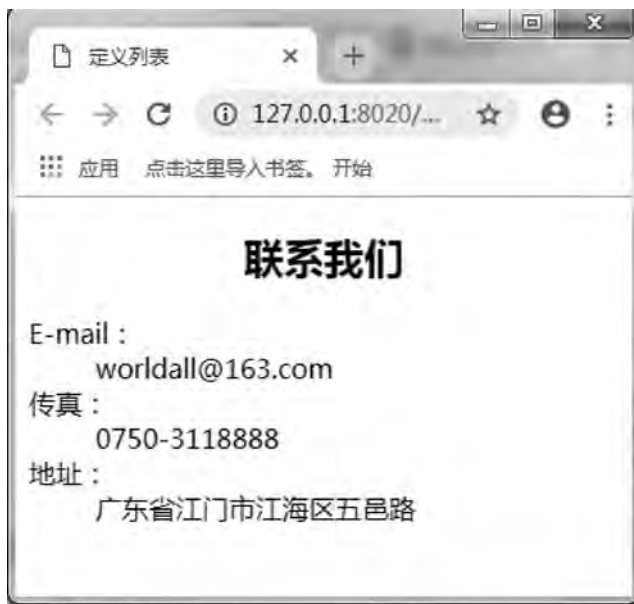 定义列表
127.0.0.1:8020/...
应用 点击这里导入书签。 开始
联系我们
E-mail：
worldall@163.com
传真：
0750-3118888
地址：
广东省江门市江海区五邑路